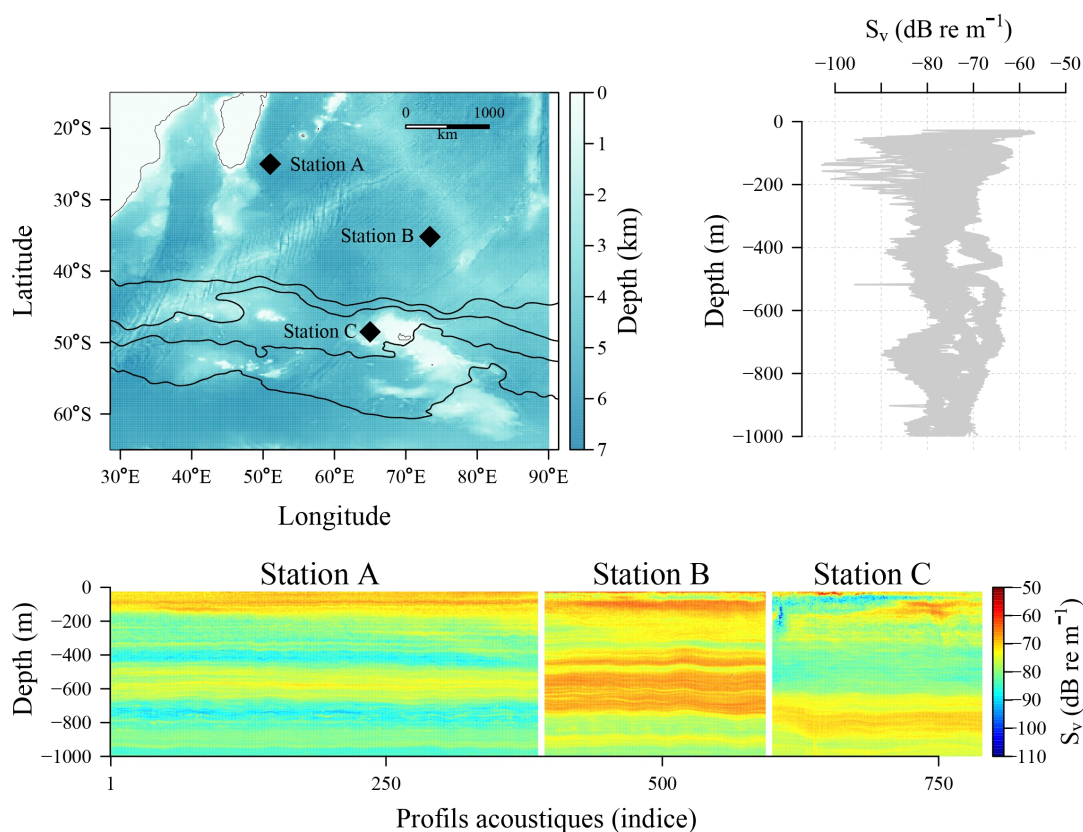 S_v (dB re m⁻¹)
−100 −80 −70 −60 −50
0 1000
km
20°S
30°S
40°S
50°S
60°S
Latitude
Station A
Station B
Station C
30°E 40°E 50°E 60°E 70°E 80°E 90°E
Longitude
0
1
2
3
4
5
6
7
Depth (km)
0
−200
−400
−600
−800
−1000
Depth (m)
Station A Station B Station C
0
−200
−400
−600
−800
−1000
Depth (m)
1 250 500 750
Profils acoustiques (indice)
−50
−60
−70
−80
−90
−100
−110
S_v (dB re m⁻¹)